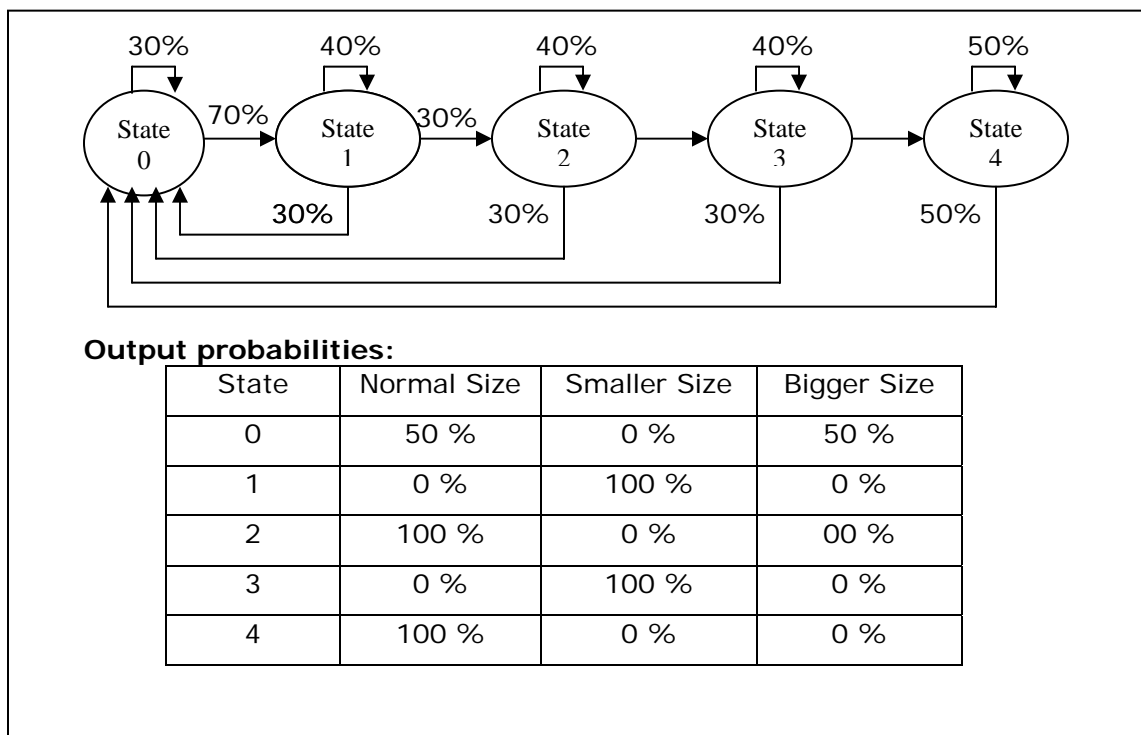 30% 40% 40% 40% 50%
State 0 70% State 1 30% State 2 State 3 State 4
30% 30% 30% 50%
Output probabilities:
State Normal Size Smaller Size Bigger Size
0 50 % 0 % 50 %
1 0 % 100 % 0 %
2 100 % 0 % 00 %
3 0 % 100 % 0 %
4 100 % 0 % 0 %